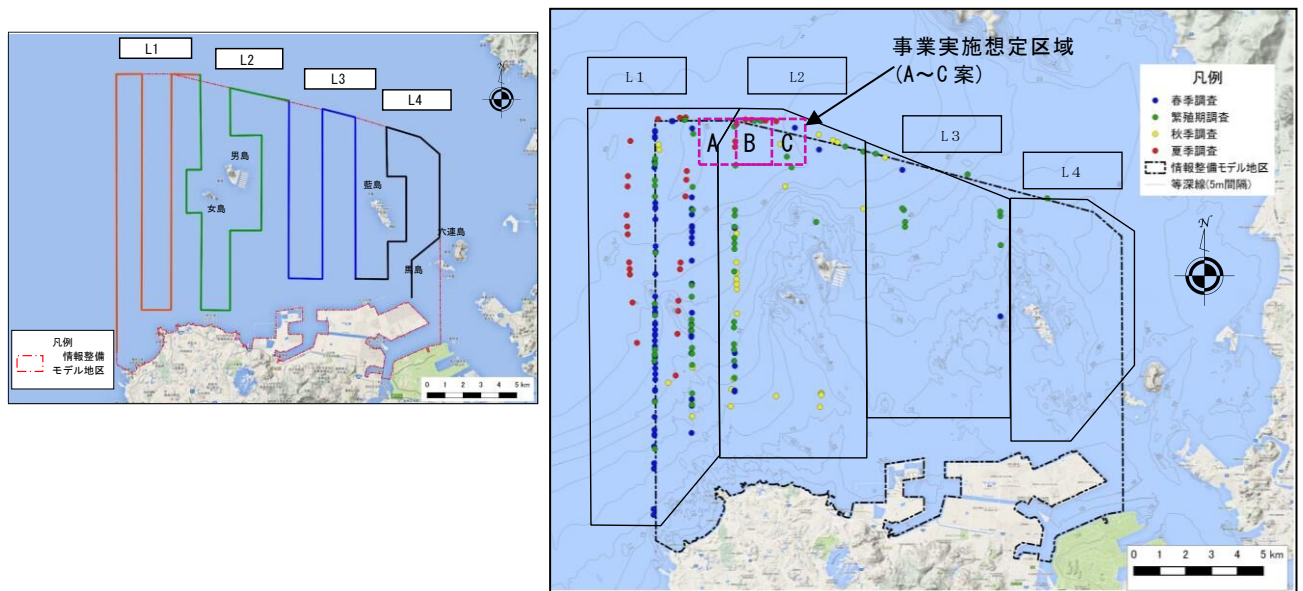 L1
L2
L3
L4
N
男島
女島
藍島
六連島
馬島
凡例
情報整備
モデル地区
0 1 2 3 4 5 km
事業実施想定区域
(A～C案)
L1
L2
L3
L4
A
B
C
凡例
春季調査
繁殖期調査
秋季調査
夏季調査
情報整備モデル地区
等深線(5m間隔)
N
0 1 2 3 4 5 km